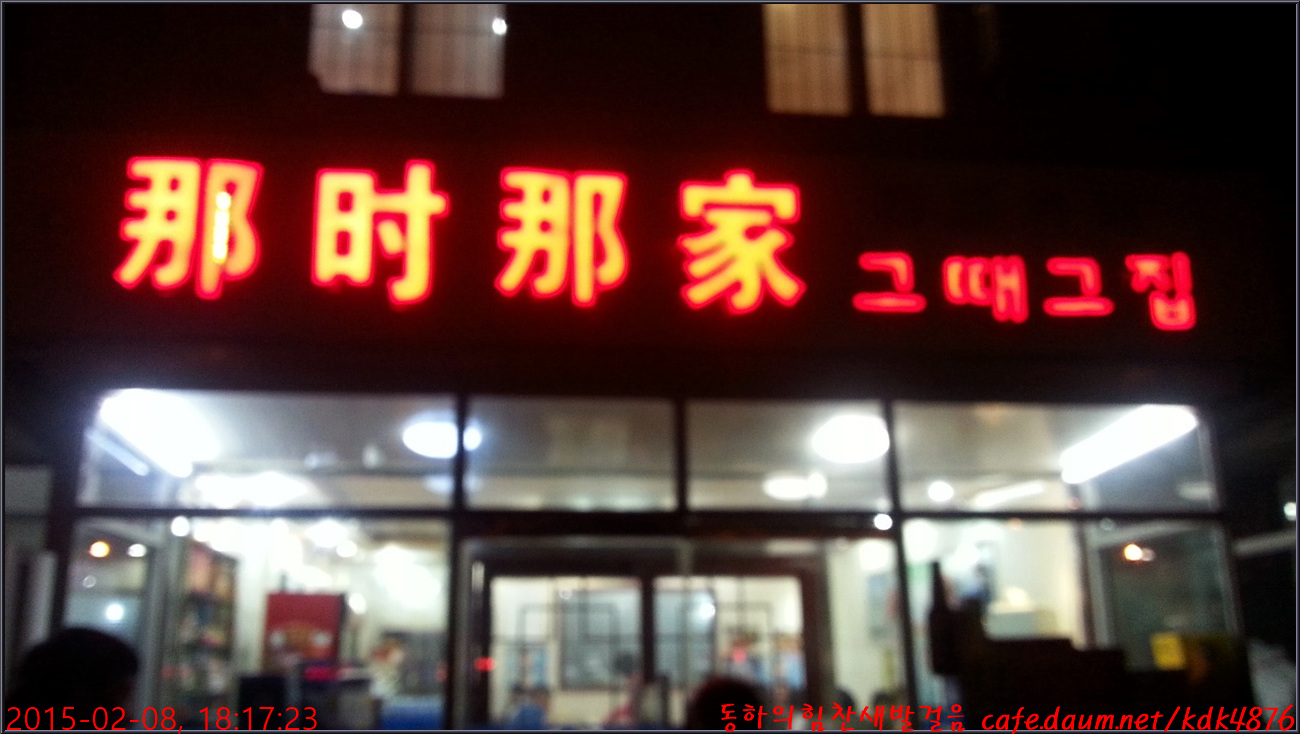 那时那家 그때그집
2015-02-08, 18:17:23
동하의힘찬새발걸음 cafe.daum.net/kdk4876